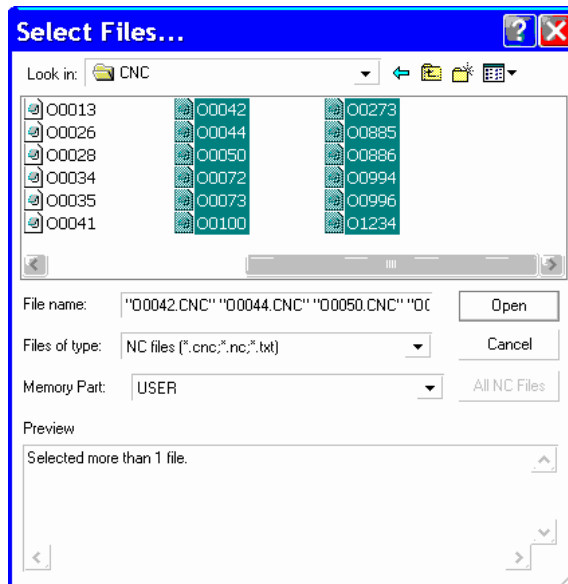 Select Files...
Look in: CNC
O0013 O0042 O0273
O0026 O0044 O0885
O0028 O0050 O0886
O0034 O0072 O0994
O0035 O0073 O0996
O0041 O0100 O1234
File name: "O0042.CNC" "O0044.CNC" "O0050.CNC" "O( Open
Files of type: NC files (*.cnc;*.nc;*.txt) Cancel
Memory Part: USER All NC Files
Preview
Selected more than 1 file.